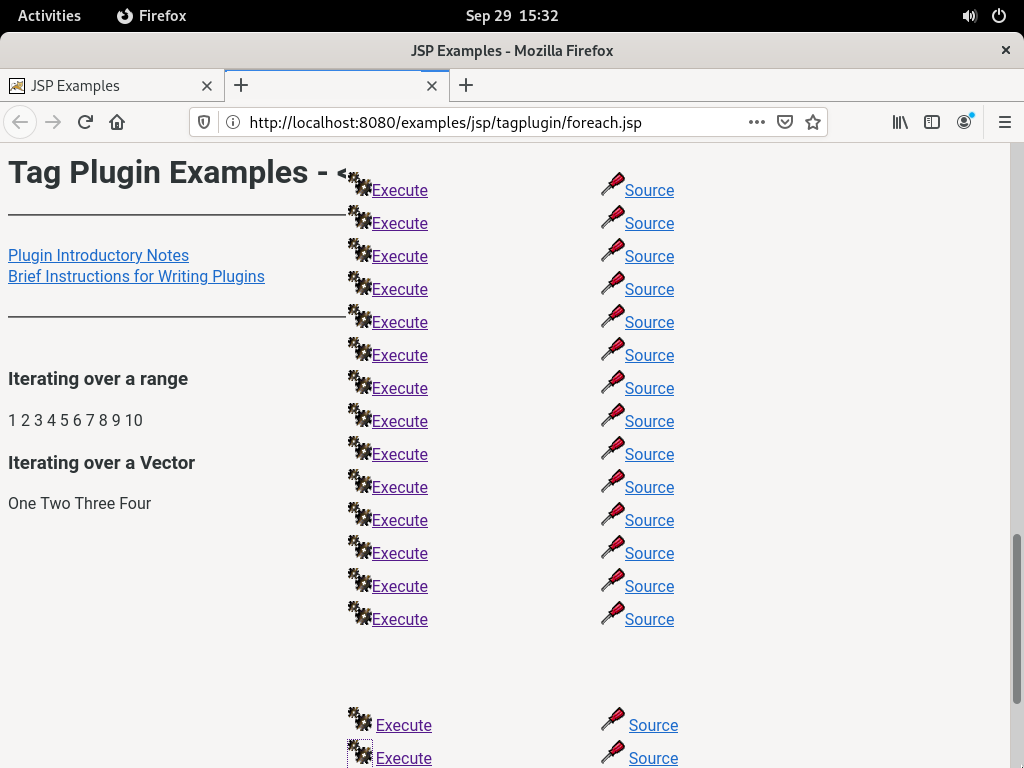 Activities
Firefox
Sep 29 15:32
JSP Examples - Mozilla Firefox
JSP Examples
http://localhost:8080/examples/jsp/tagplugin/foreach.jsp
Tag Plugin Examples - <
Execute Source
Execute Source
Plugin Introductory Notes
Execute Source
Brief Instructions for Writing Plugins
Execute Source
Execute Source
Execute Source
Iterating over a range
Execute Source
1 2 3 4 5 6 7 8 9 10
Execute Source
Iterating over a Vector
Execute Source
Execute Source
One Two Three Four
Execute Source
Execute Source
Execute Source
Execute Source
Execute Source
Execute Source